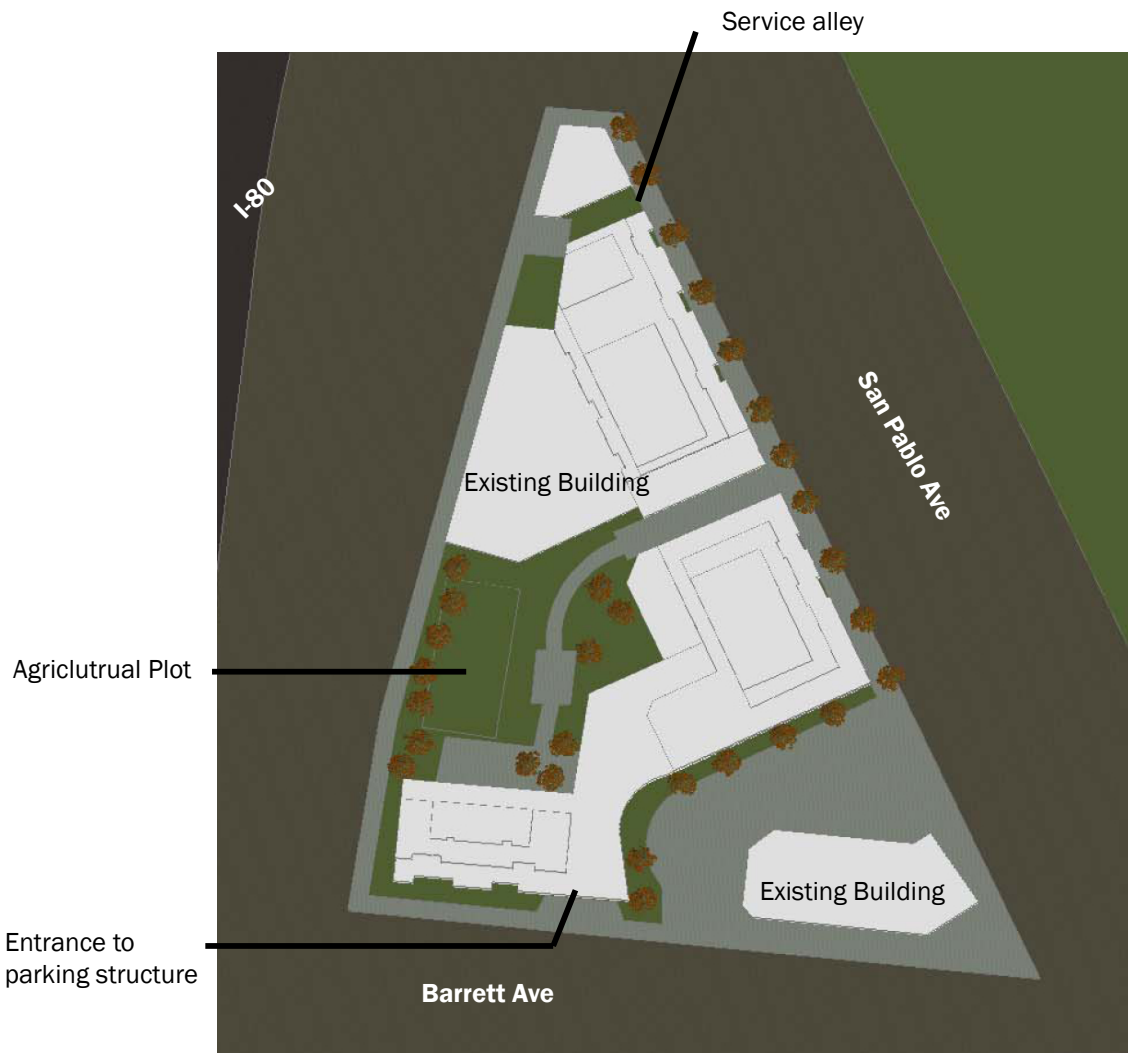 Service alley
I-80
San Pablo Ave
Existing Building
Agriclutrual Plot
Existing Building
Entrance to
parking structure
Barrett Ave